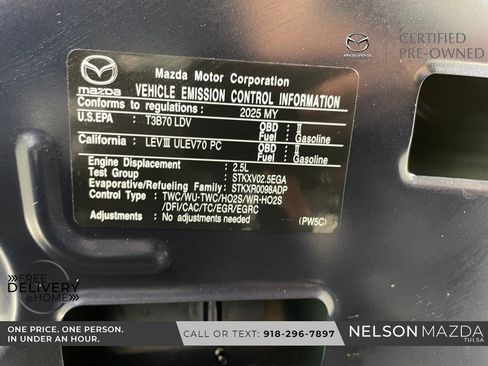 CERTIFIED
PRE-OWNED
mazda
Mazda Motor Corporation
VEHICLE EMISSION CONTROL INFORMATION
Conforms to regulations: 2025 MY
U.S.EPA : T3B70 LDV OBD : II
Fuel : Gasoline
California : LEVIII ULEV70 PC OBD : II
Fuel : Gasoline
Engine Displacement : 2.5L
Test Group : STKXV02.5EGA
Evaporative/Refueling Family : STKXR0098ADP
Control Type : TWC/WU-TWC/HO2S/WR-HO2S
/DFI/CAC/TC/EGR/EGRC
Adjustments : No adjustments needed (PW5C)
FREE
DELIVERY
@HOME
ONE PRICE. ONE PERSON.
IN UNDER AN HOUR.
CALL OR TEXT: 918-296-7897
NELSON MAZDA
TULSA